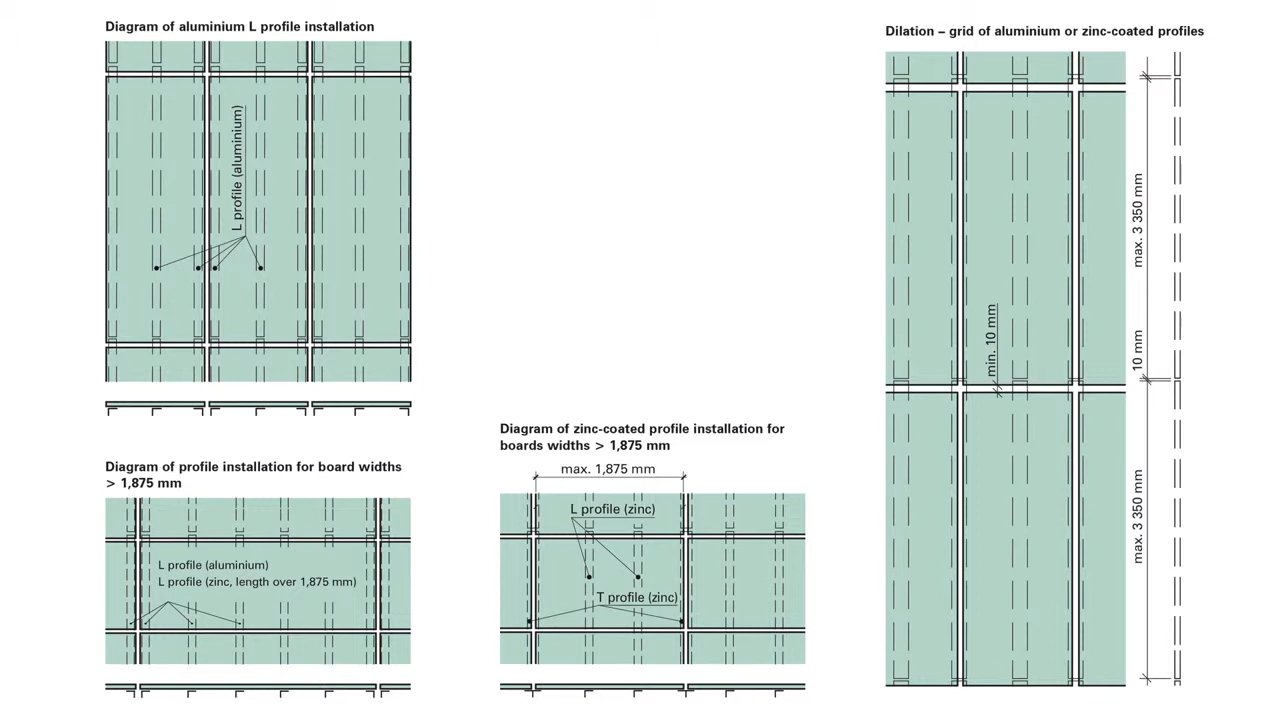 Diagram of aluminium L profile installation
L profile (aluminium)
Diagram of profile installation for board widths
> 1,875 mm
L profile (aluminium)
L profile (zinc, length over 1,875 mm)
Diagram of zinc-coated profile installation for
boards widths > 1,875 mm
max. 1,875 mm
L profile (zinc)
T profile (zinc)
Dilation – grid of aluminium or zinc-coated profiles
max. 3 350 mm
min. 10 mm
10 mm
max. 3 350 mm